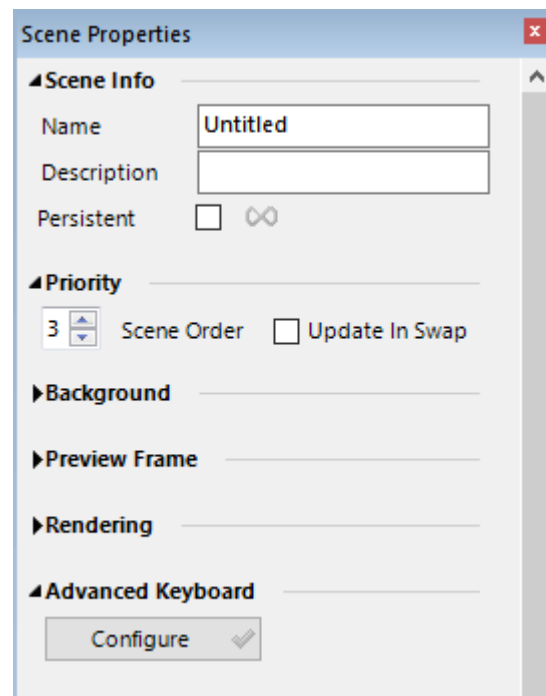 Scene Properties
Scene Info
Name Untitled
Description
Persistent
Priority
3 Scene Order Update In Swap
Background
Preview Frame
Rendering
Advanced Keyboard
Configure